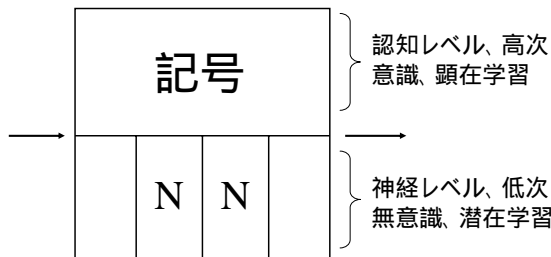 記号
認知レベル、高次
意識、顕在学習
N N
神経レベル、低次
無意識、潜在学習